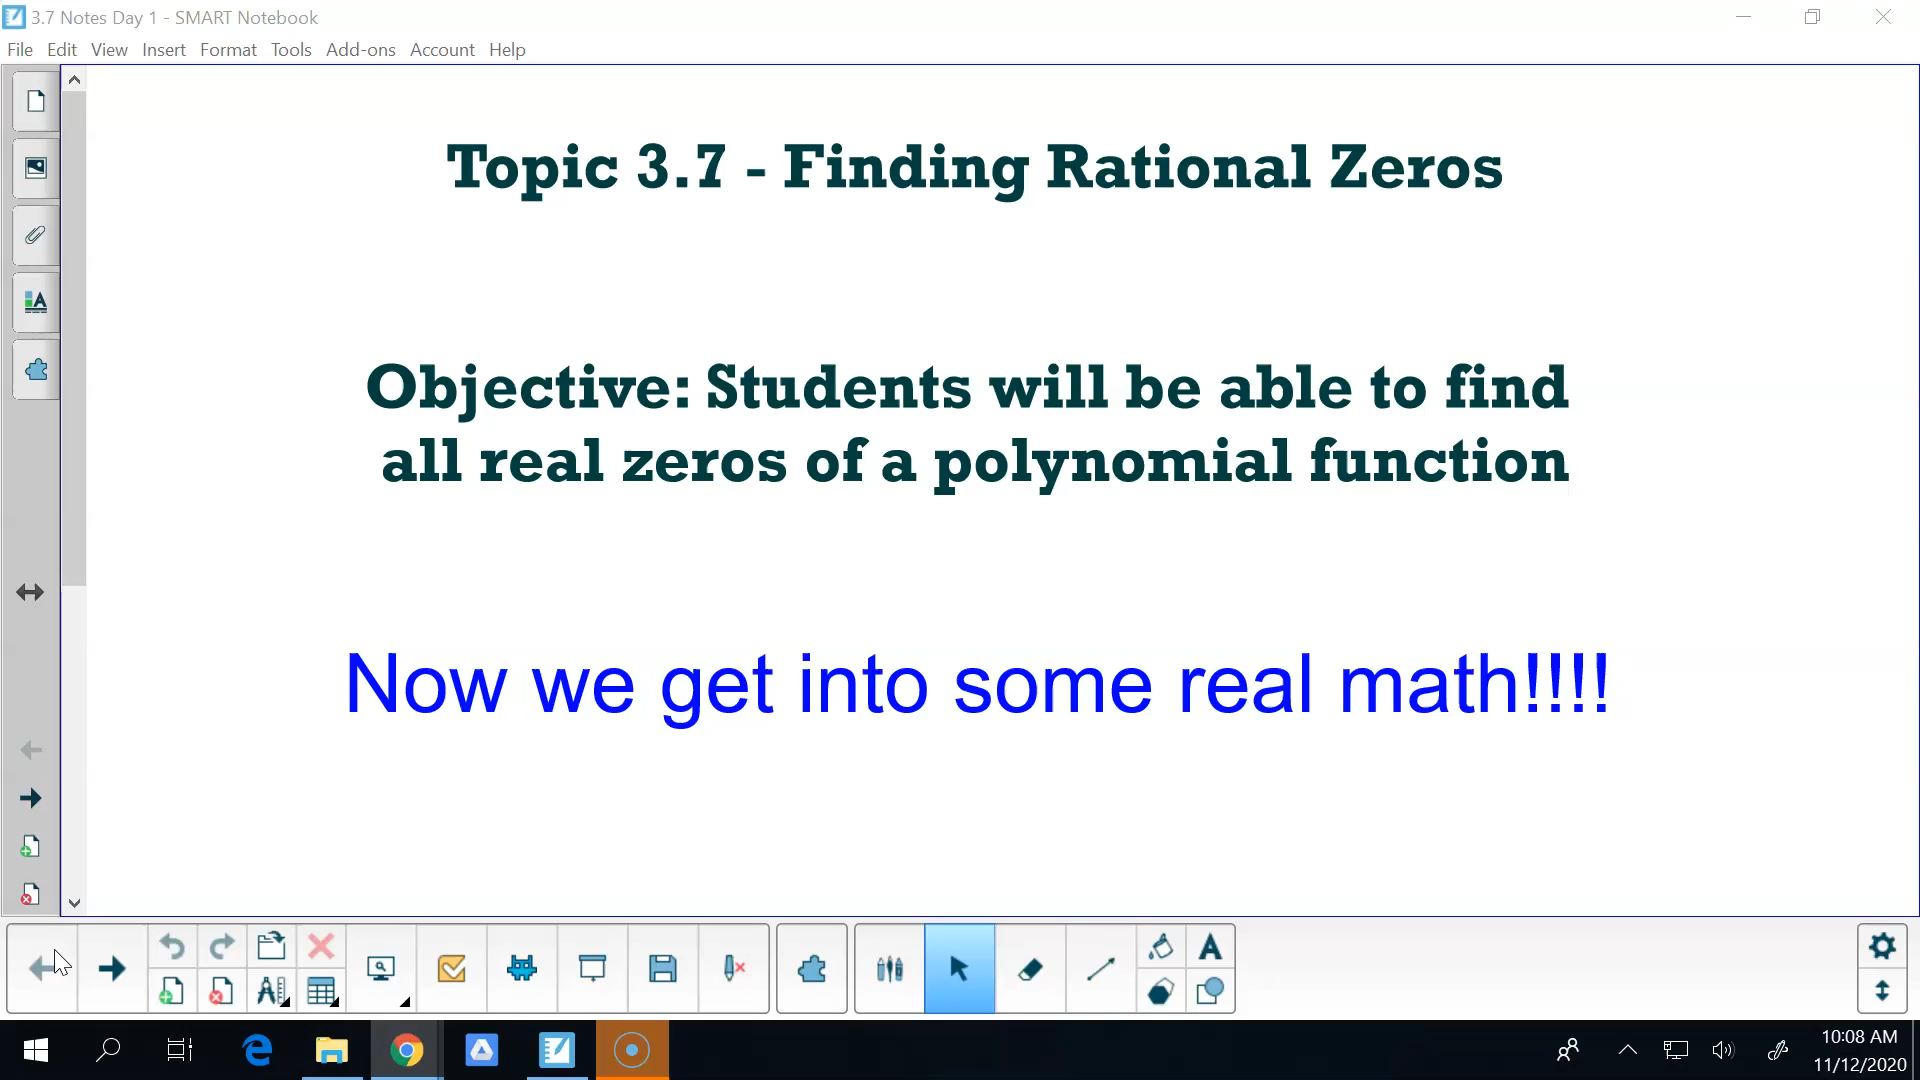 3.7 Notes Day 1 - SMART Notebook
File Edit View Insert Format Tools Add-ons Account Help
Topic 3.7 - Finding Rational Zeros
Objective: Students will be able to find
all real zeros of a polynomial function
Now we get into some real math!!!!
10:08 AM
11/12/2020